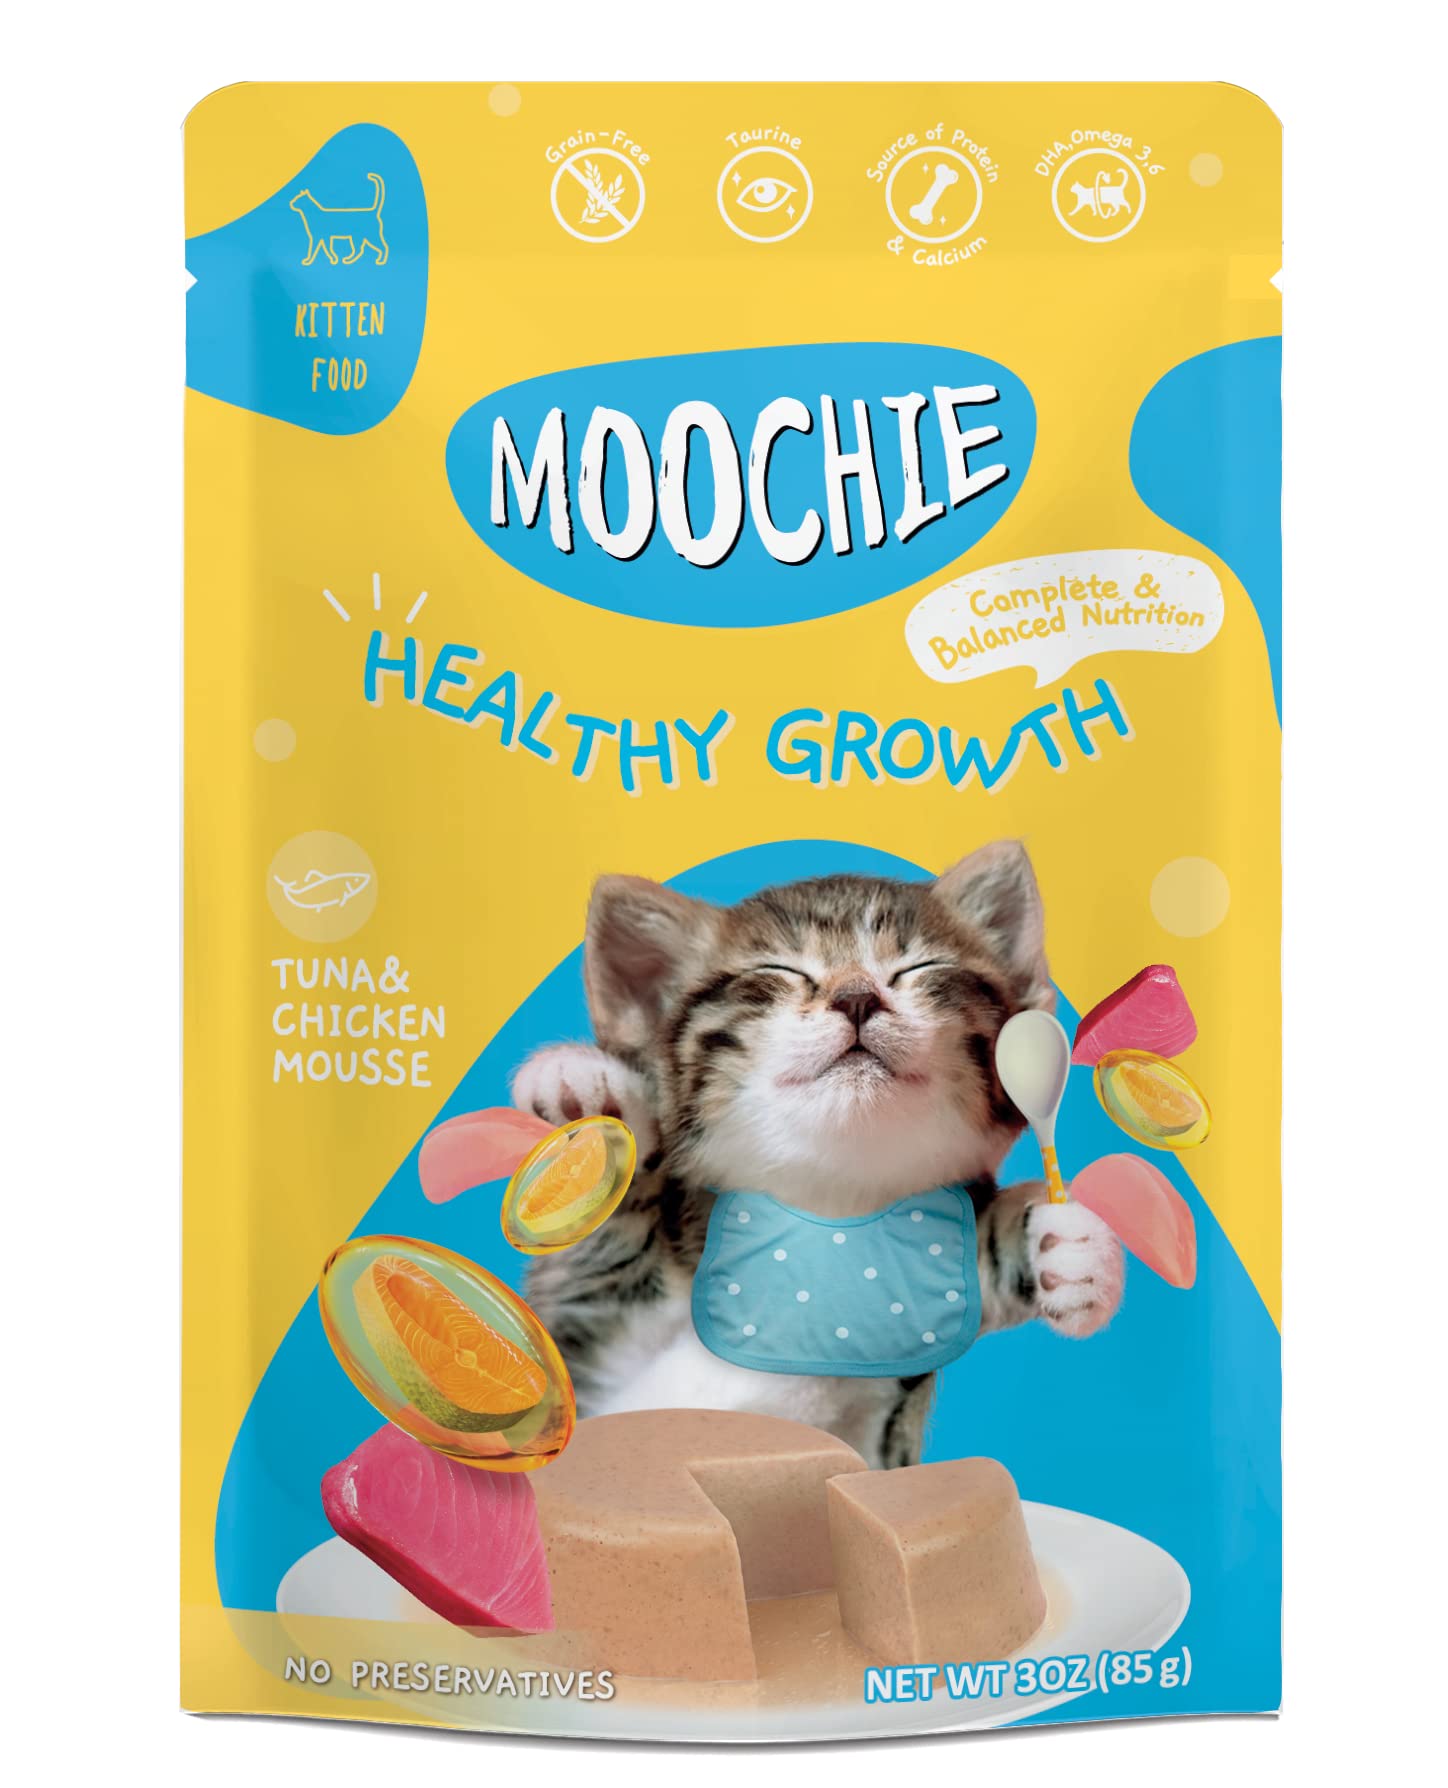 Grain-Free
Taurine
Source of Protein
& Calcium
DHA,Omega 3,6
KITTEN
FOOD
MOOCHIE
Complete &
Balanced Nutrition
HEALTHY GROWTH
TUNA&
CHICKEN
MOUSSE
NO PRESERVATIVES
NET WT 3OZ (85 g)